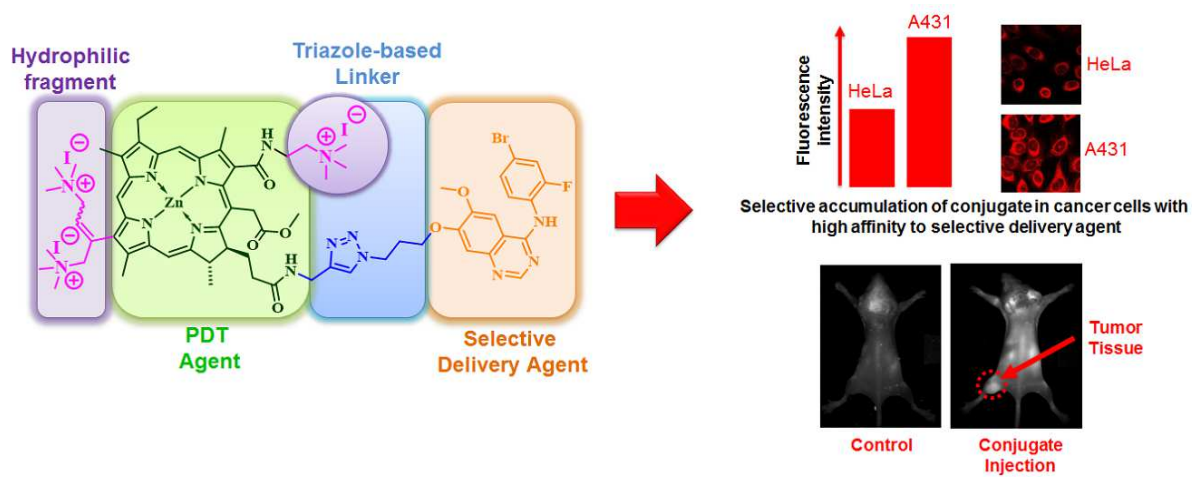 Hydrophilic
fragment
Triazole-based
Linker
I
N
I
N
N
H
N
O
N
I
N
N
N
N
Zn
O
O
O
H
N
N
N
N
O
O
Br
F
NH
N
N
PDT
Agent
Selective
Delivery Agent
Fluorescence
intensity
HeLa
A431
HeLa
A431
Selective accumulation of conjugate in cancer cells with
high affinity to selective delivery agent
Tumor
Tissue
Control
Conjugate
Injection